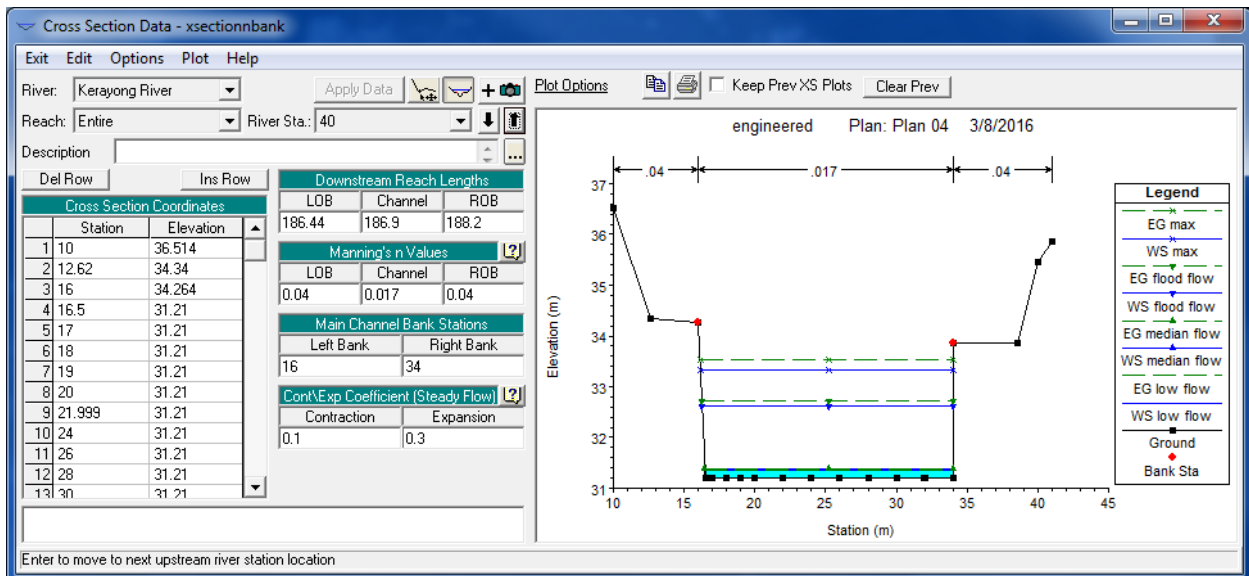 Cross Section Data - xsectionnbank
Exit Edit Options Plot Help
River: Kerayong River
Apply Data
Reach: Entire
River Sta.: 40
Description
...
Del Row Ins Row
Cross Section Coordinates
Station Elevation
1 10 36.514
2 12.62 34.34
3 16 34.264
4 16.5 31.21
5 17 31.21
6 18 31.21
7 19 31.21
8 20 31.21
9 21.999 31.21
10 24 31.21
11 26 31.21
12 28 31.21
13 30 31.21
Downstream Reach Lengths
LOB Channel ROB
186.44 186.9 188.2
Manning's n Values
LOB Channel ROB
0.04 0.017 0.04
Main Channel Bank Stations
Left Bank Right Bank
16 34
Cont\Exp Coefficient (Steady Flow)
Contraction Expansion
0.1 0.3
Plot Options
Keep Prev XS Plots
Clear Prev
engineered Plan: Plan 04 3/8/2016
.04 .017 .04
37
36
35
34
33
32
31
Elevation (m)
10 15 20 25 30 35 40 45
Station (m)
Legend
EG max
WS max
EG flood flow
WS flood flow
EG median flow
WS median flow
EG low flow
WS low flow
Ground
Bank Sta
Enter to move to next upstream river station location